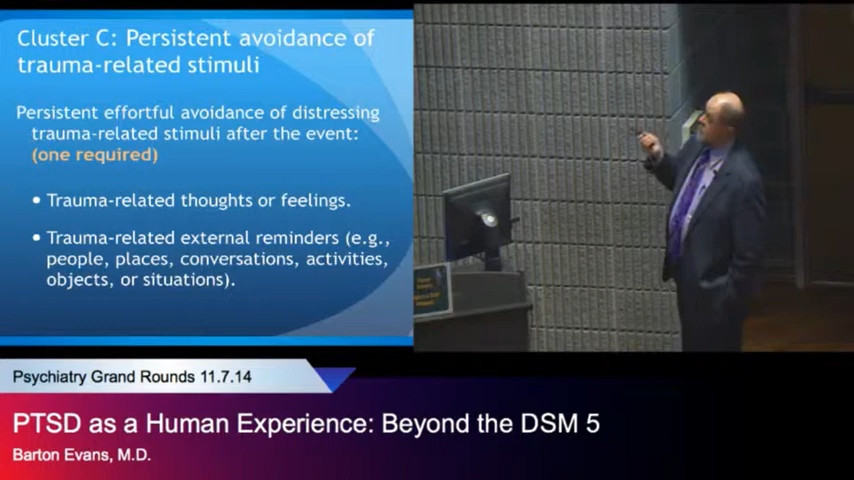 Cluster C: Persistent avoidance of
trauma-related stimuli
Persistent effortful avoidance of distressing
trauma-related stimuli after the event:
(one required)
• Trauma-related thoughts or feelings.
• Trauma-related external reminders (e.g.,
people, places, conversations, activities,
objects, or situations).
Psychiatry Grand Rounds 11.7.14
PTSD as a Human Experience: Beyond the DSM 5
Barton Evans, M.D.